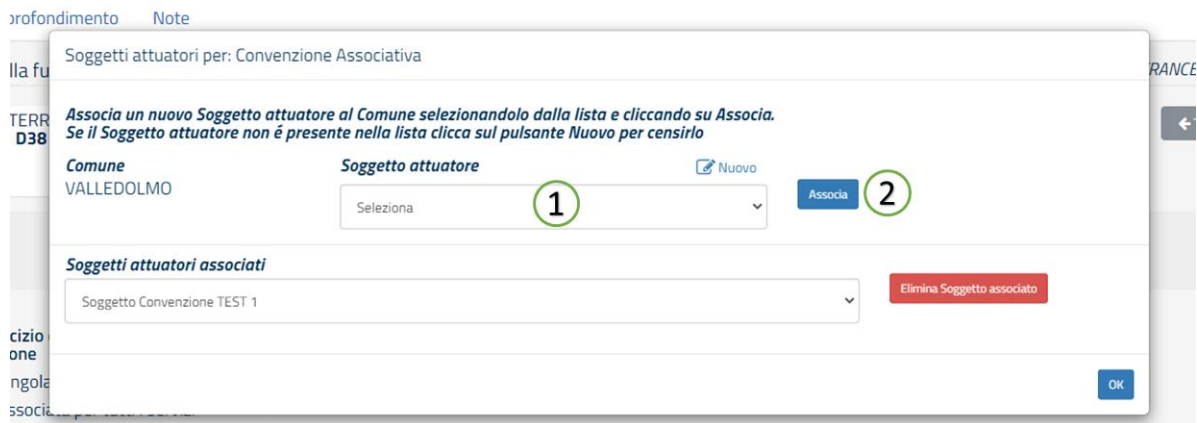 profondimento Note
Soggetti attuatori per: Convenzione Associativa
lla fu
RANCE
Associa un nuovo Soggetto attuatore al Comune selezionandolo dalla lista e cliccando su Associa.
TERR
Se il Soggetto attuatore non é presente nella lista clicca sul pulsante Nuovo per censirlo
D38
Comune
Soggetto attuatore
Nuovo
VALLEDOLMO
Seleziona
1
Associa
2
Soggetti attuatori associati
Soggetto Convenzione TEST 1
Elimina Soggetto associato
cizio
one
ngola
OK